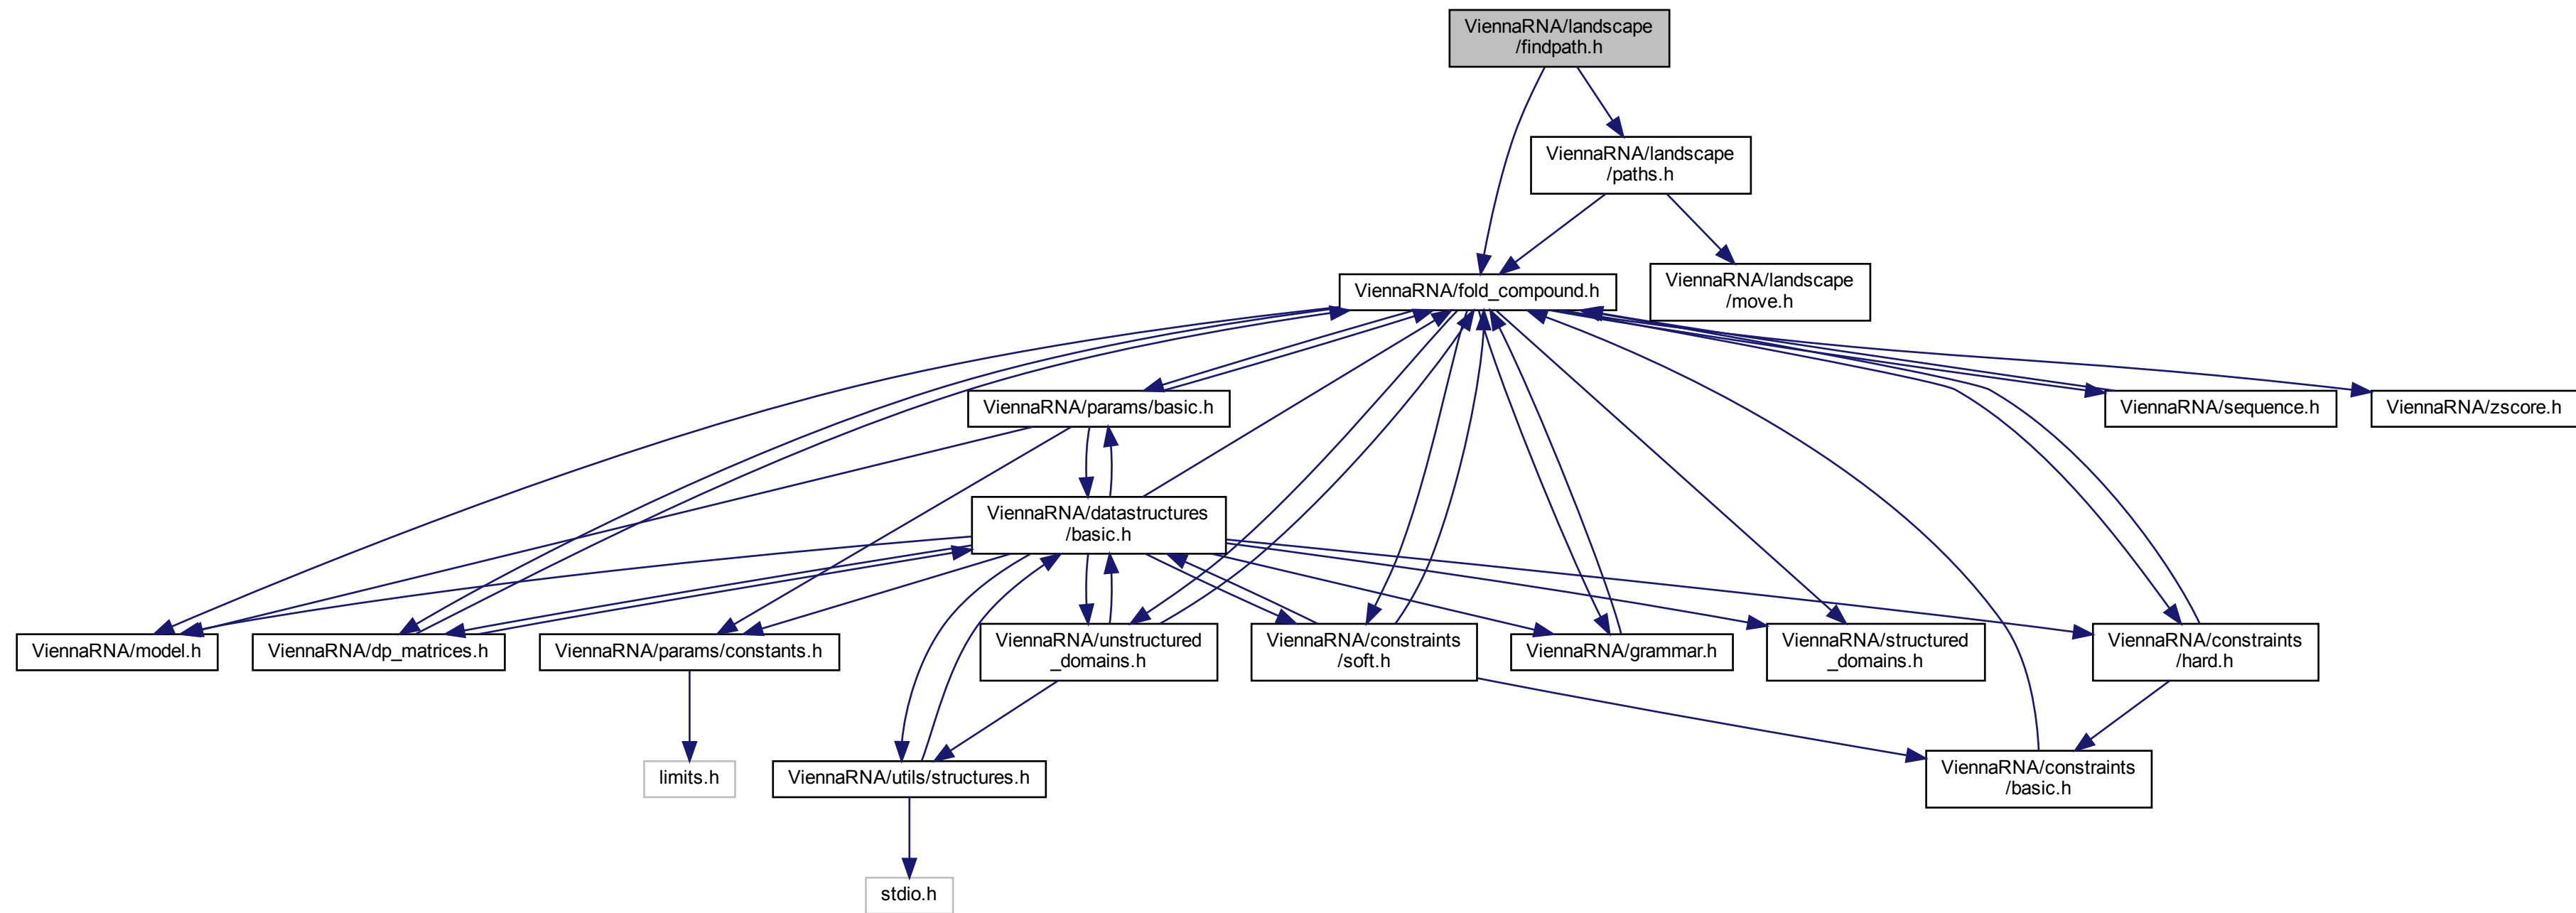 ViennaRNA/landscape
/findpath.h
ViennaRNA/landscape
/paths.h
ViennaRNA/fold_compound.h
ViennaRNA/landscape
/move.h
ViennaRNA/params/basic.h
ViennaRNA/sequence.h
ViennaRNA/zscore.h
ViennaRNA/datastructures
/basic.h
ViennaRNA/model.h
ViennaRNA/dp_matrices.h
ViennaRNA/params/constants.h
ViennaRNA/unstructured
_domains.h
ViennaRNA/constraints
/soft.h
ViennaRNA/grammar.h
ViennaRNA/structured
_domains.h
ViennaRNA/constraints
/hard.h
limits.h
ViennaRNA/utils/structures.h
ViennaRNA/constraints
/basic.h
stdio.h